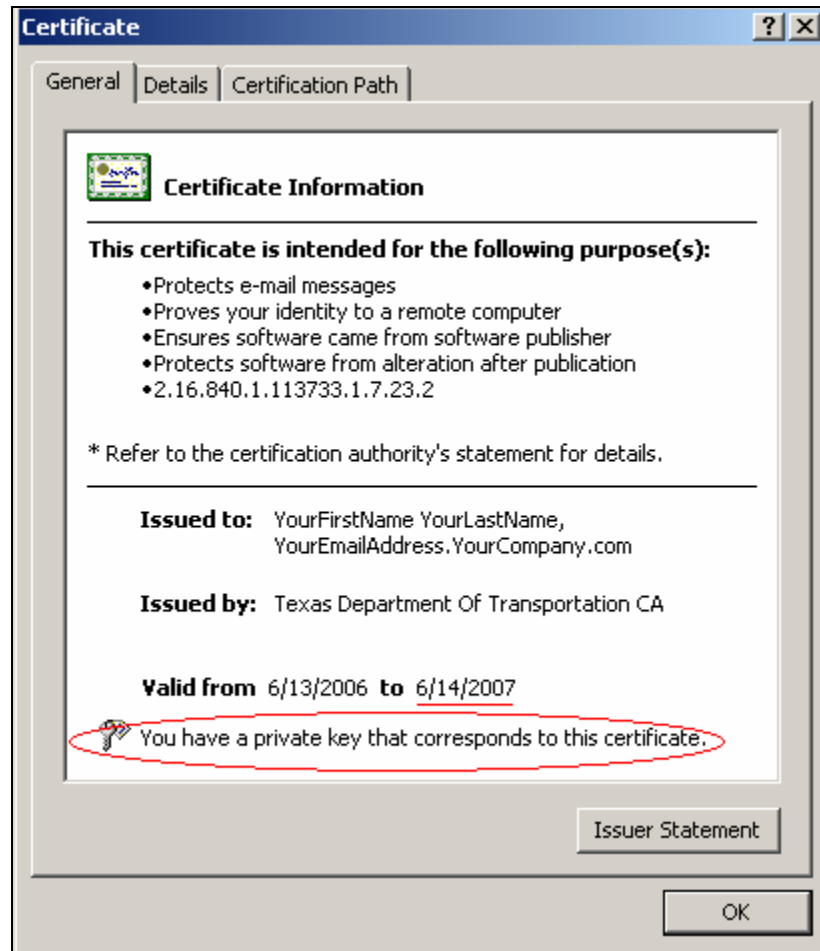 Certificate
General Details Certification Path
Certificate Information
This certificate is intended for the following purpose(s):
•Protects e-mail messages
•Proves your identity to a remote computer
•Ensures software came from software publisher
•Protects software from alteration after publication
•2.16.840.1.113733.1.7.23.2
* Refer to the certification authority's statement for details.
Issued to: YourFirstName YourLastName,
YourEmailAddress.YourCompany.com
Issued by: Texas Department Of Transportation CA
Valid from 6/13/2006 to 6/14/2007
You have a private key that corresponds to this certificate.
Issuer Statement
OK